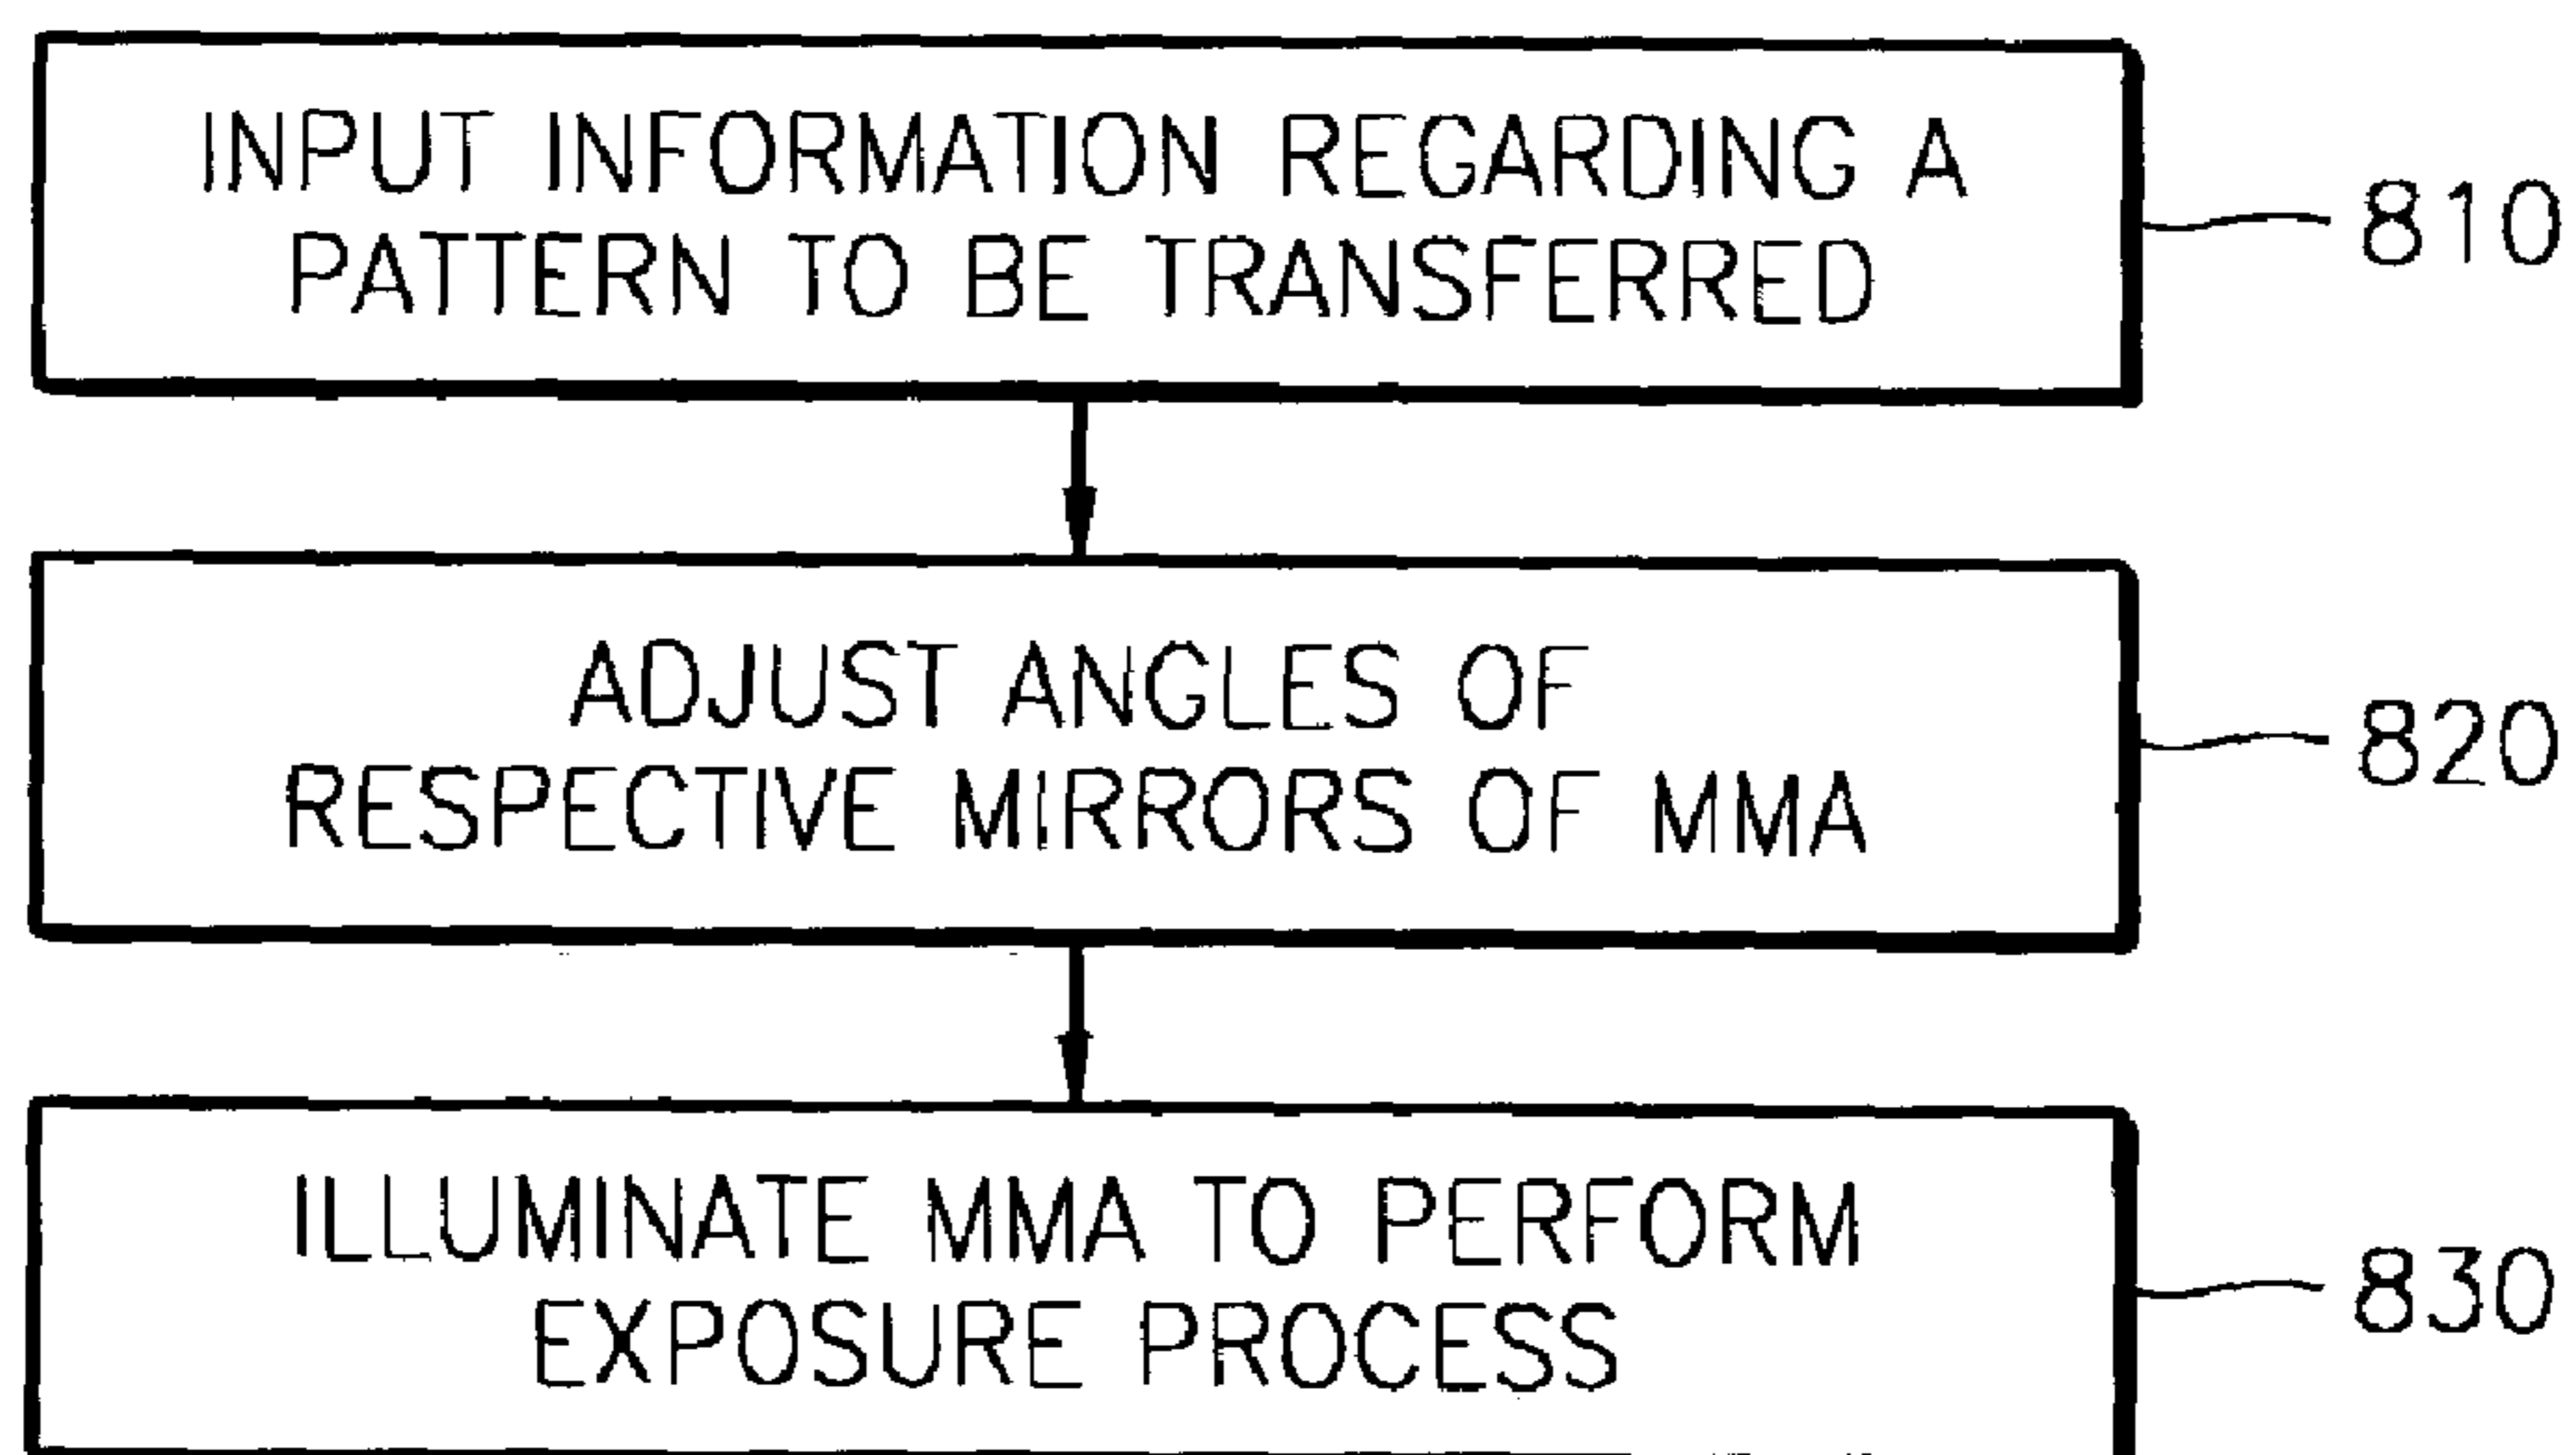 INPUT INFORMATION REGARDING A
PATTERN TO BE TRANSFERRED
810
ADJUST ANGLES OF
RESPECTIVE MIRRORS OF MMA
820
ILLUMINATE MMA TO PERFORM
EXPOSURE PROCESS
830